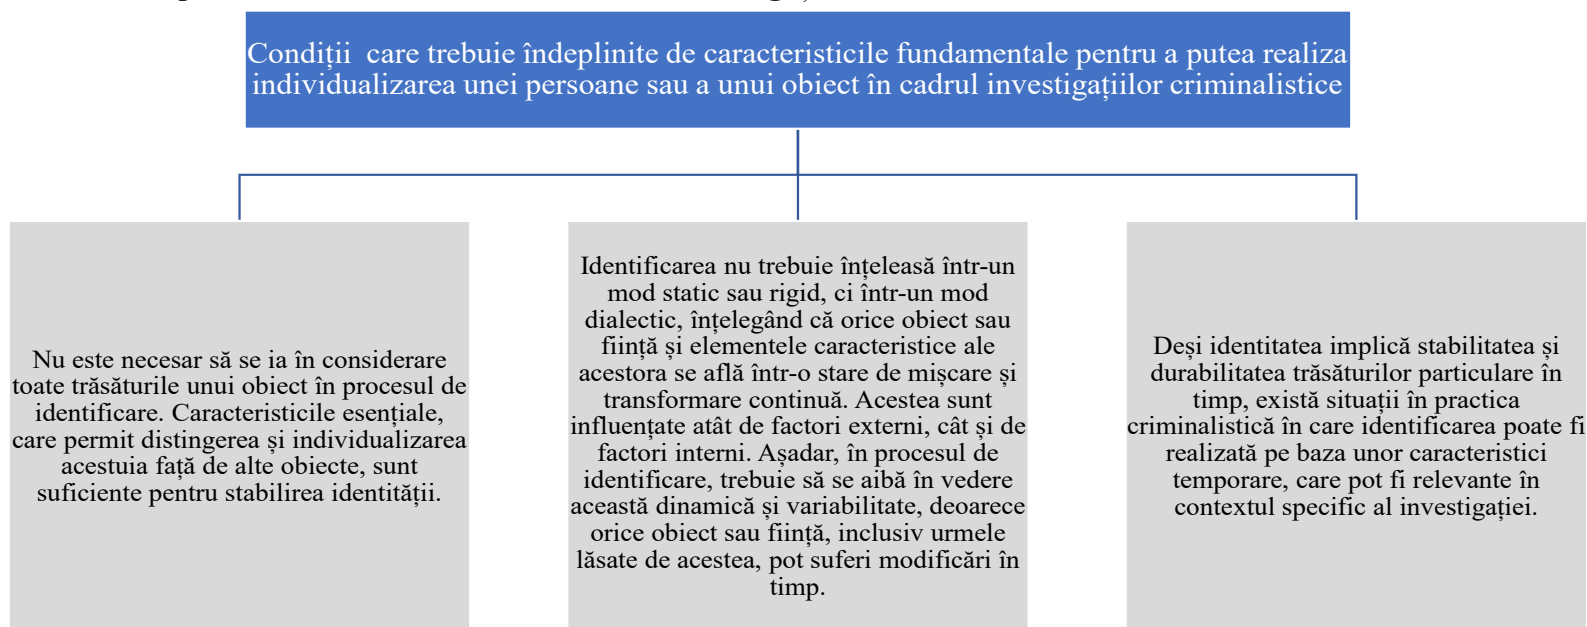 Condiții  care trebuie îndeplinite de caracteristicile fundamentale pentru a putea realiza
individualizarea unei persoane sau a unui obiect în cadrul investigațiilor criminalistice
Nu este necesar să se ia în considerare
toate trăsăturile unui obiect în procesul de
identificare. Caracteristicile esențiale,
care permit distingerea și individualizarea
acestuia față de alte obiecte, sunt
suficiente pentru stabilirea identității.
Identificarea nu trebuie înțeleasă într-un
mod static sau rigid, ci într-un mod
dialectic, înțelegând că orice obiect sau
ființă și elementele caracteristice ale
acestora se află într-o stare de mișcare și
transformare continuă. Acestea sunt
influențate atât de factori externi, cât și de
factori interni. Așadar, în procesul de
identificare, trebuie să se aibă în vedere
această dinamică și variabilitate, deoarece
orice obiect sau ființă, inclusiv urmele
lăsate de acestea, pot suferi modificări în
timp.
Deși identitatea implică stabilitatea și
durabilitatea trăsăturilor particulare în
timp, există situații în practica
criminalistică în care identificarea poate fi
realizată pe baza unor caracteristici
temporare, care pot fi relevante în
contextul specific al investigației.